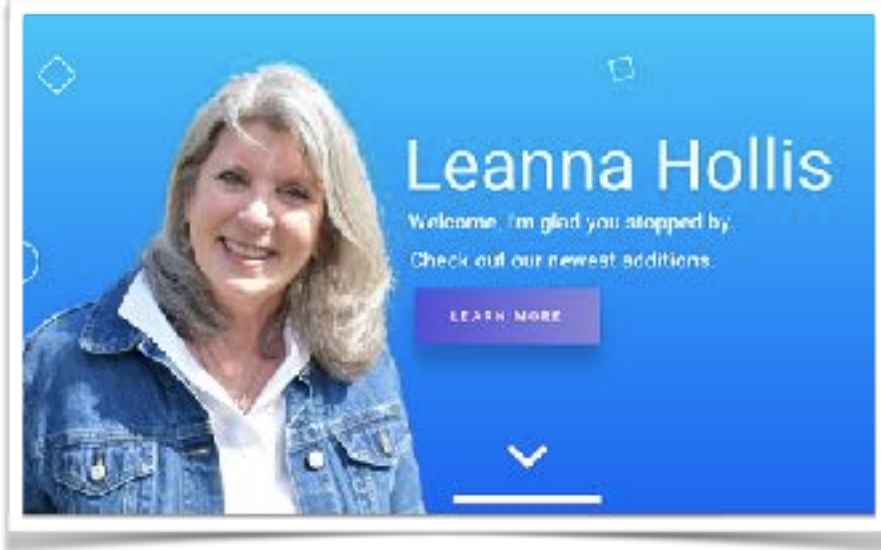 Leanna Hollis
Welcome. I'm glad you stopped by.
Check out our newest additions.
LEARN MORE